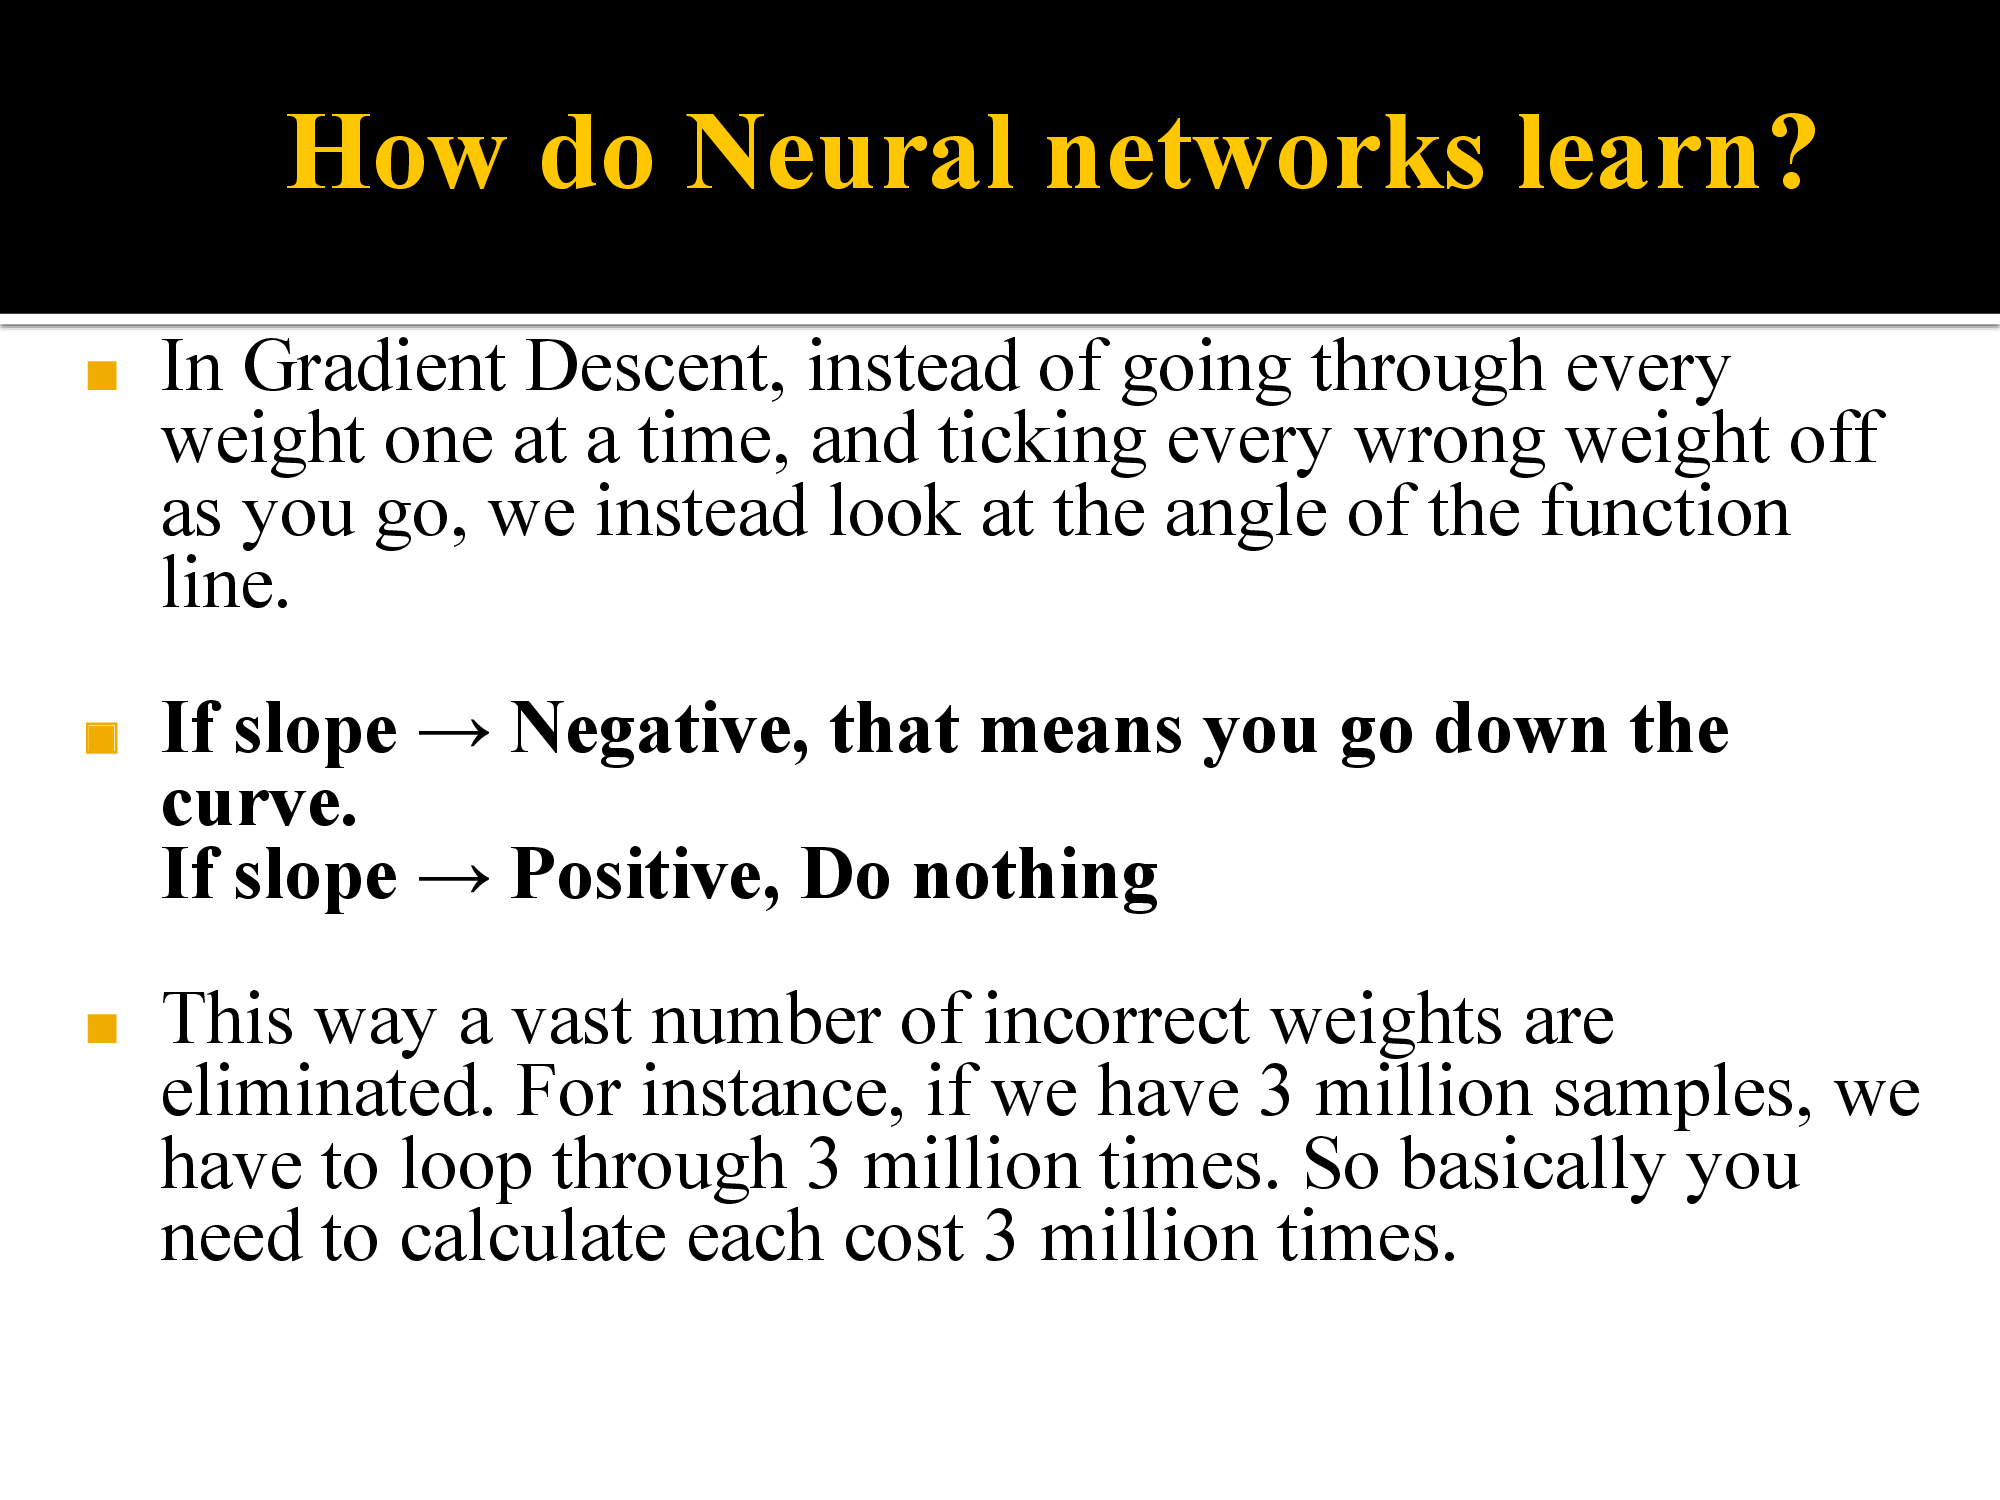 How do Neural networks learn?
In Gradient Descent, instead of going through every
weight one at a time, and ticking every wrong weight off
as you go, we instead look at the angle of the function
line.
If slope → Negative, that means you go down the
curve.
If slope → Positive, Do nothing
This way a vast number of incorrect weights are
eliminated. For instance, if we have 3 million samples, we
have to loop through 3 million times. So basically you
need to calculate each cost 3 million times.